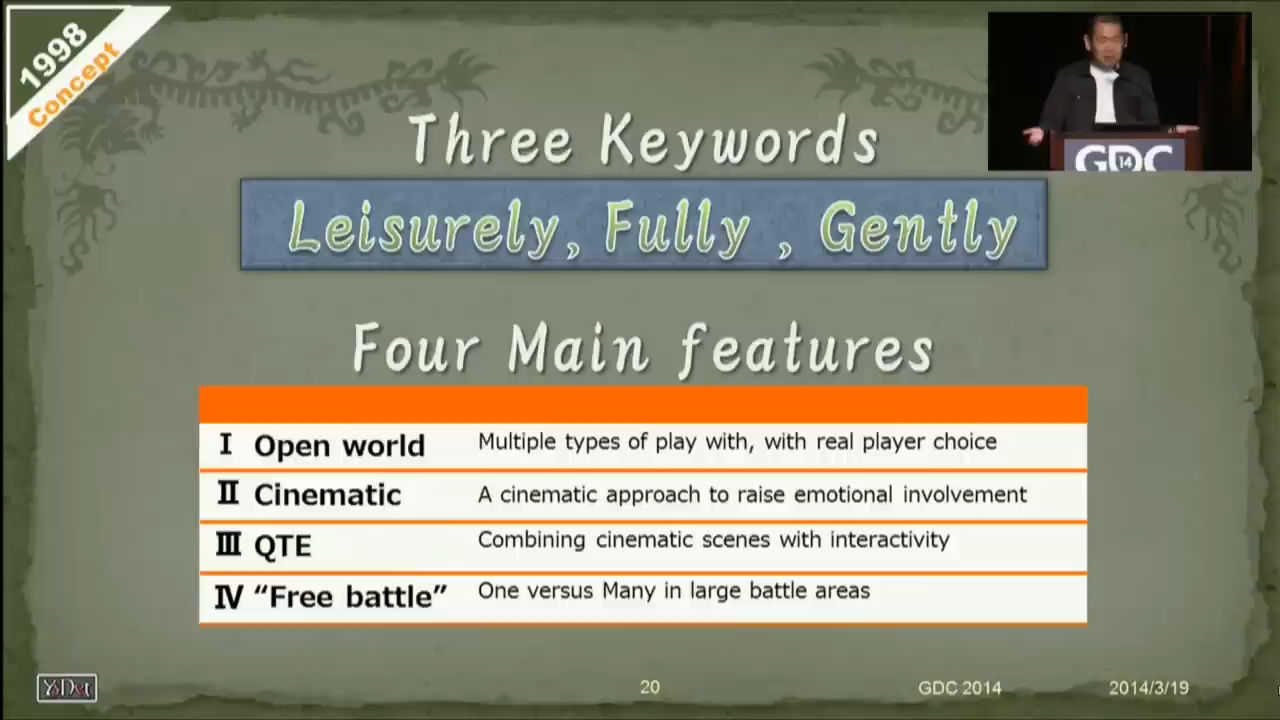 1998
Concept
Three Keywords
Leisurely, Fully , Gently
Four Main features
I Open world Multiple types of play with, with real player choice
II Cinematic A cinematic approach to raise emotional involvement
III QTE Combining cinematic scenes with interactivity
IV “Free battle” One versus Many in large battle areas
GDC 14
YSNet
20
GDC 2014
2014/3/19